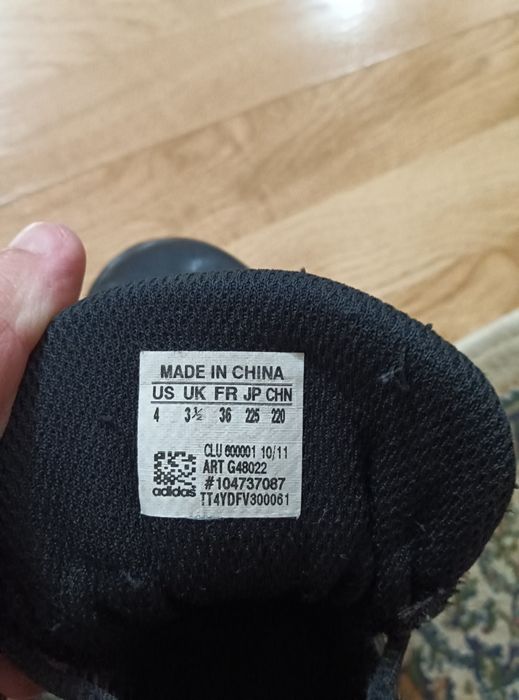 MADE IN CHINA
US UK FR JP CHN
4 3½ 36 225 220
CLU 600001 10/11
ART G48022
#104737087
adidas
TT4YDFV300061